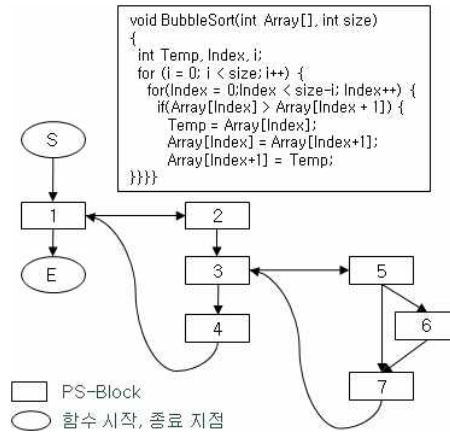 void BubbleSort(int Array[], int size)
{
int Temp, Index, i;
for (i = 0; i < size; i++) {
for(Index = 0;Index < size-i; Index++) {
if(Array[Index] > Array[Index + 1]) {
Temp = Array[Index];
Array[Index] = Array[Index+1];
Array[Index+1] = Temp;
}}}}
S
1
2
E
3
5
4
6
7
PS-Block
함수 시작, 종료 지점